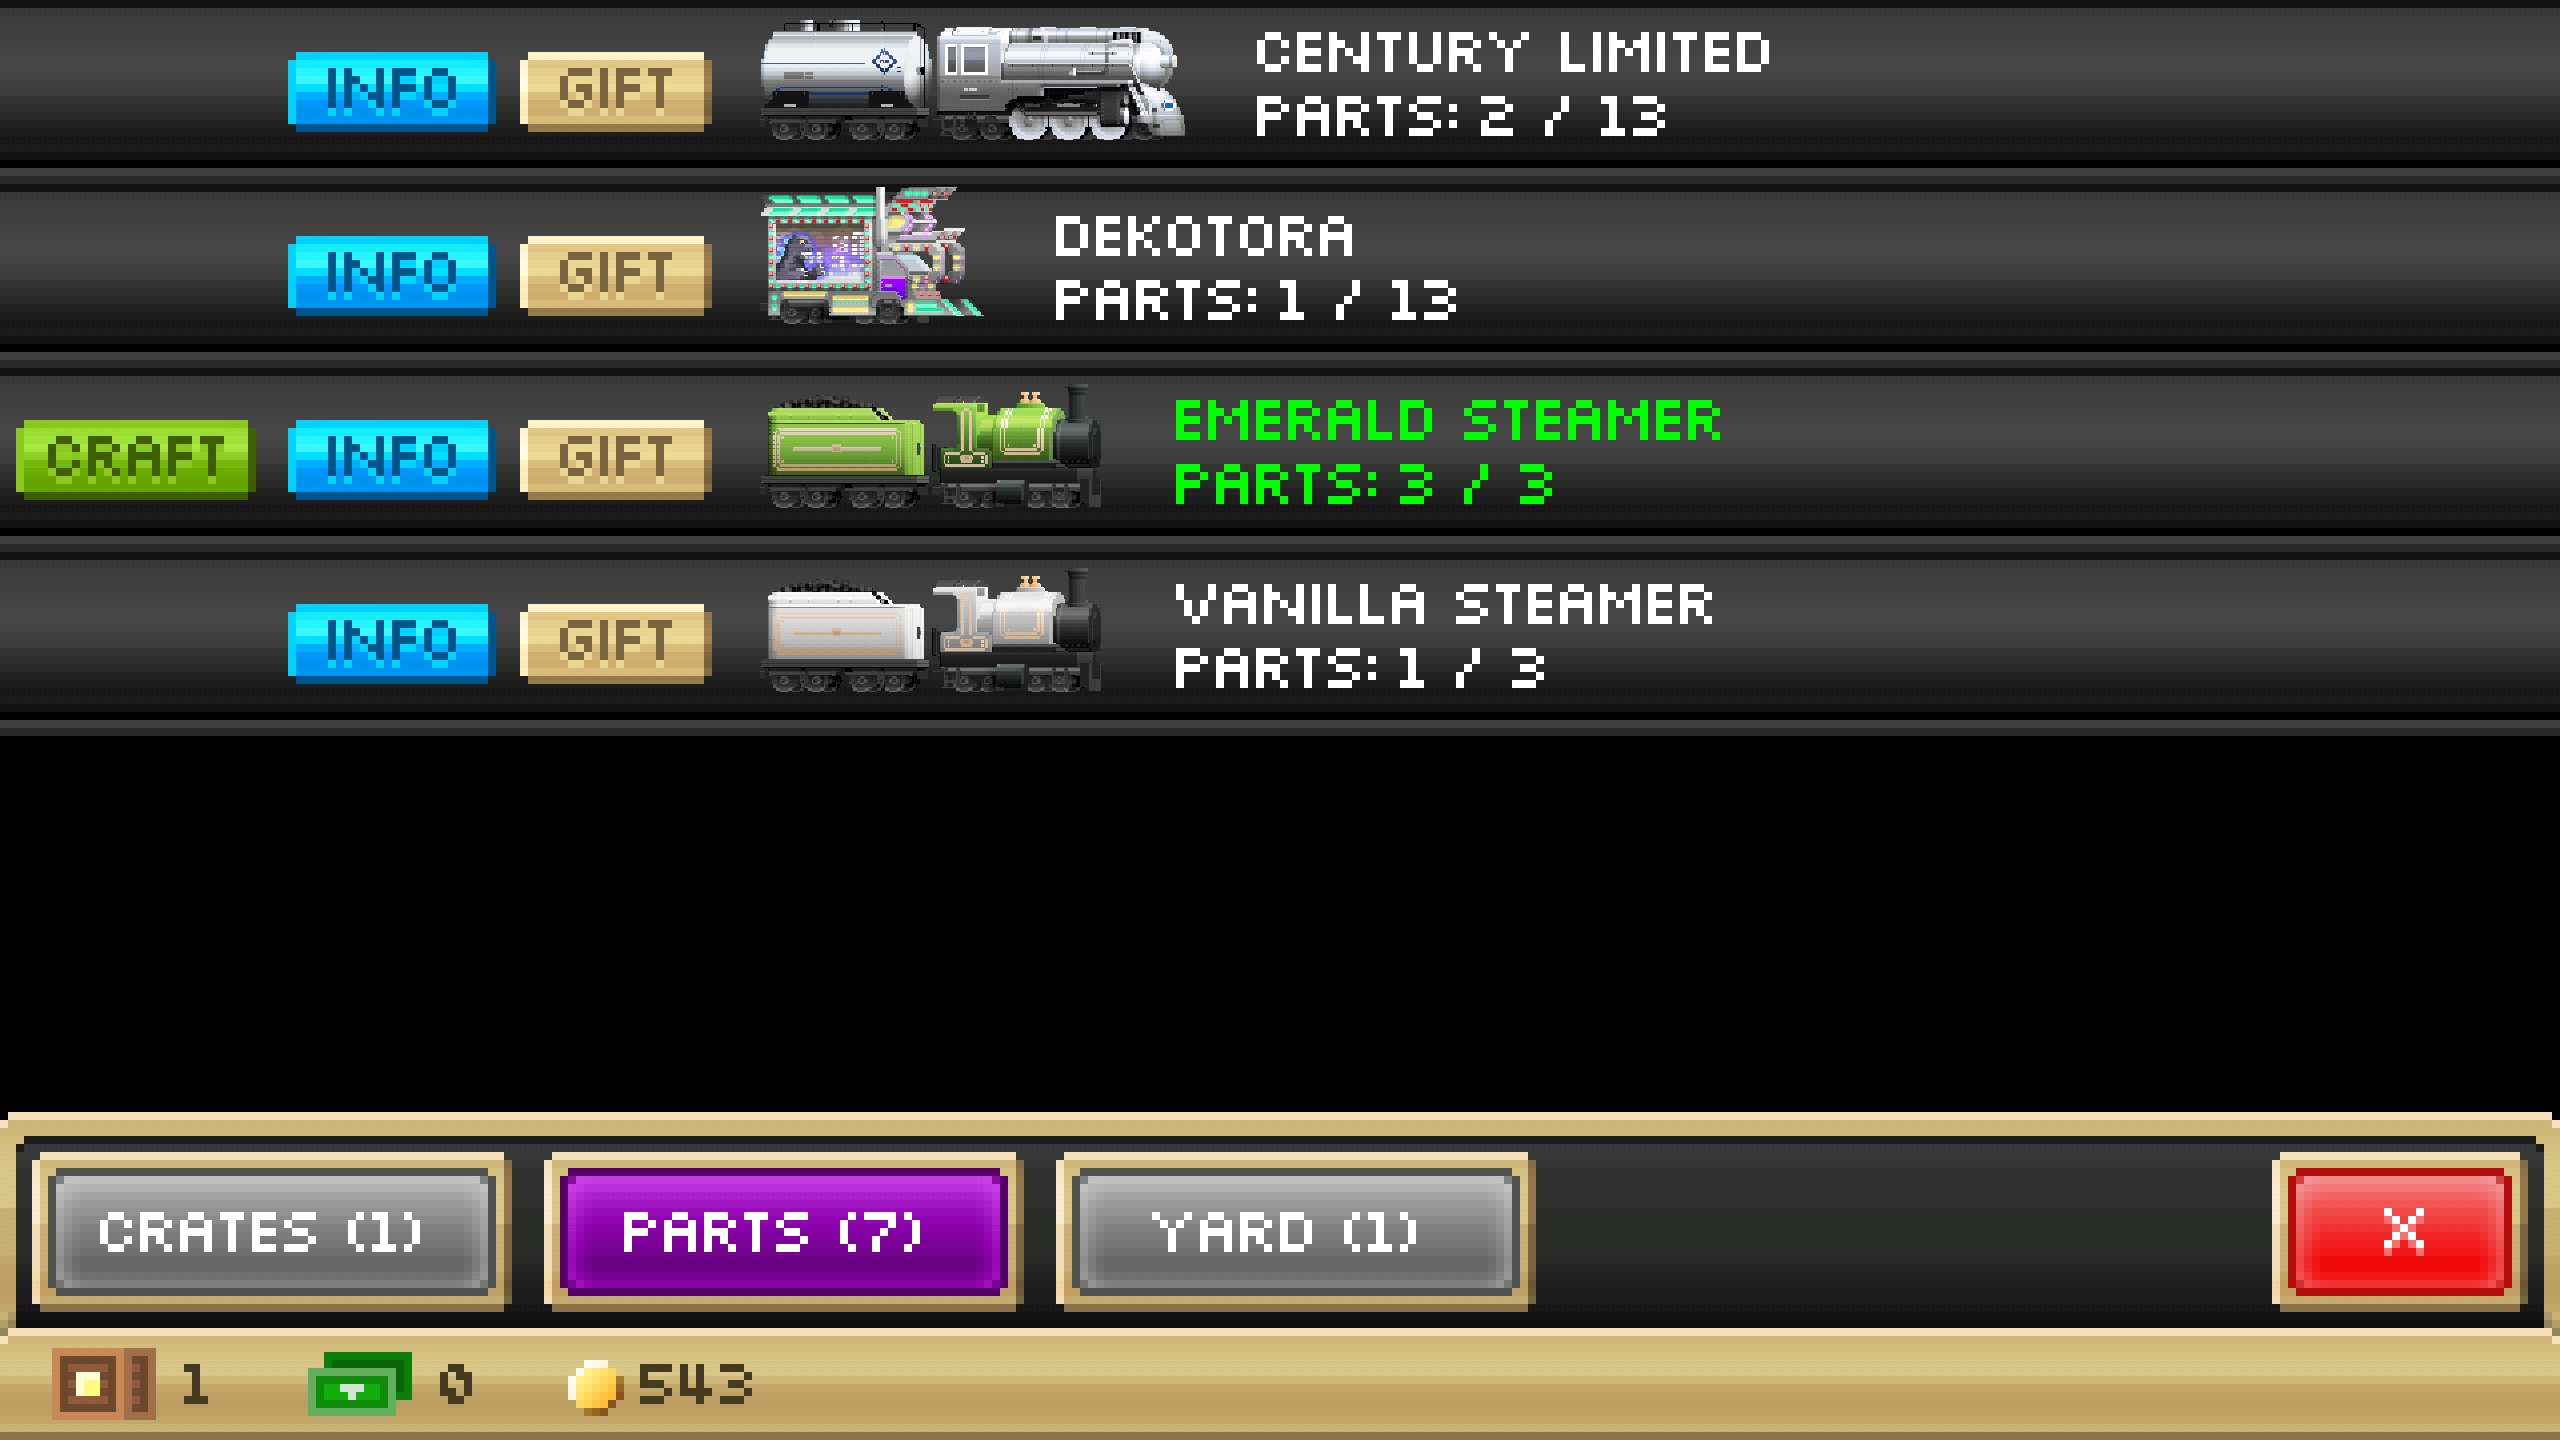 INFO GIFT CENTURY LIMITED
PARTS: 2 / 13
INFO GIFT DEKOTORA
PARTS: 1 / 13
CRAFT INFO GIFT EMERALD STEAMER
PARTS: 3 / 3
INFO GIFT VANILLA STEAMER
PARTS: 1 / 3
CRATES (1) PARTS (7) YARD (1) X
1 0 543